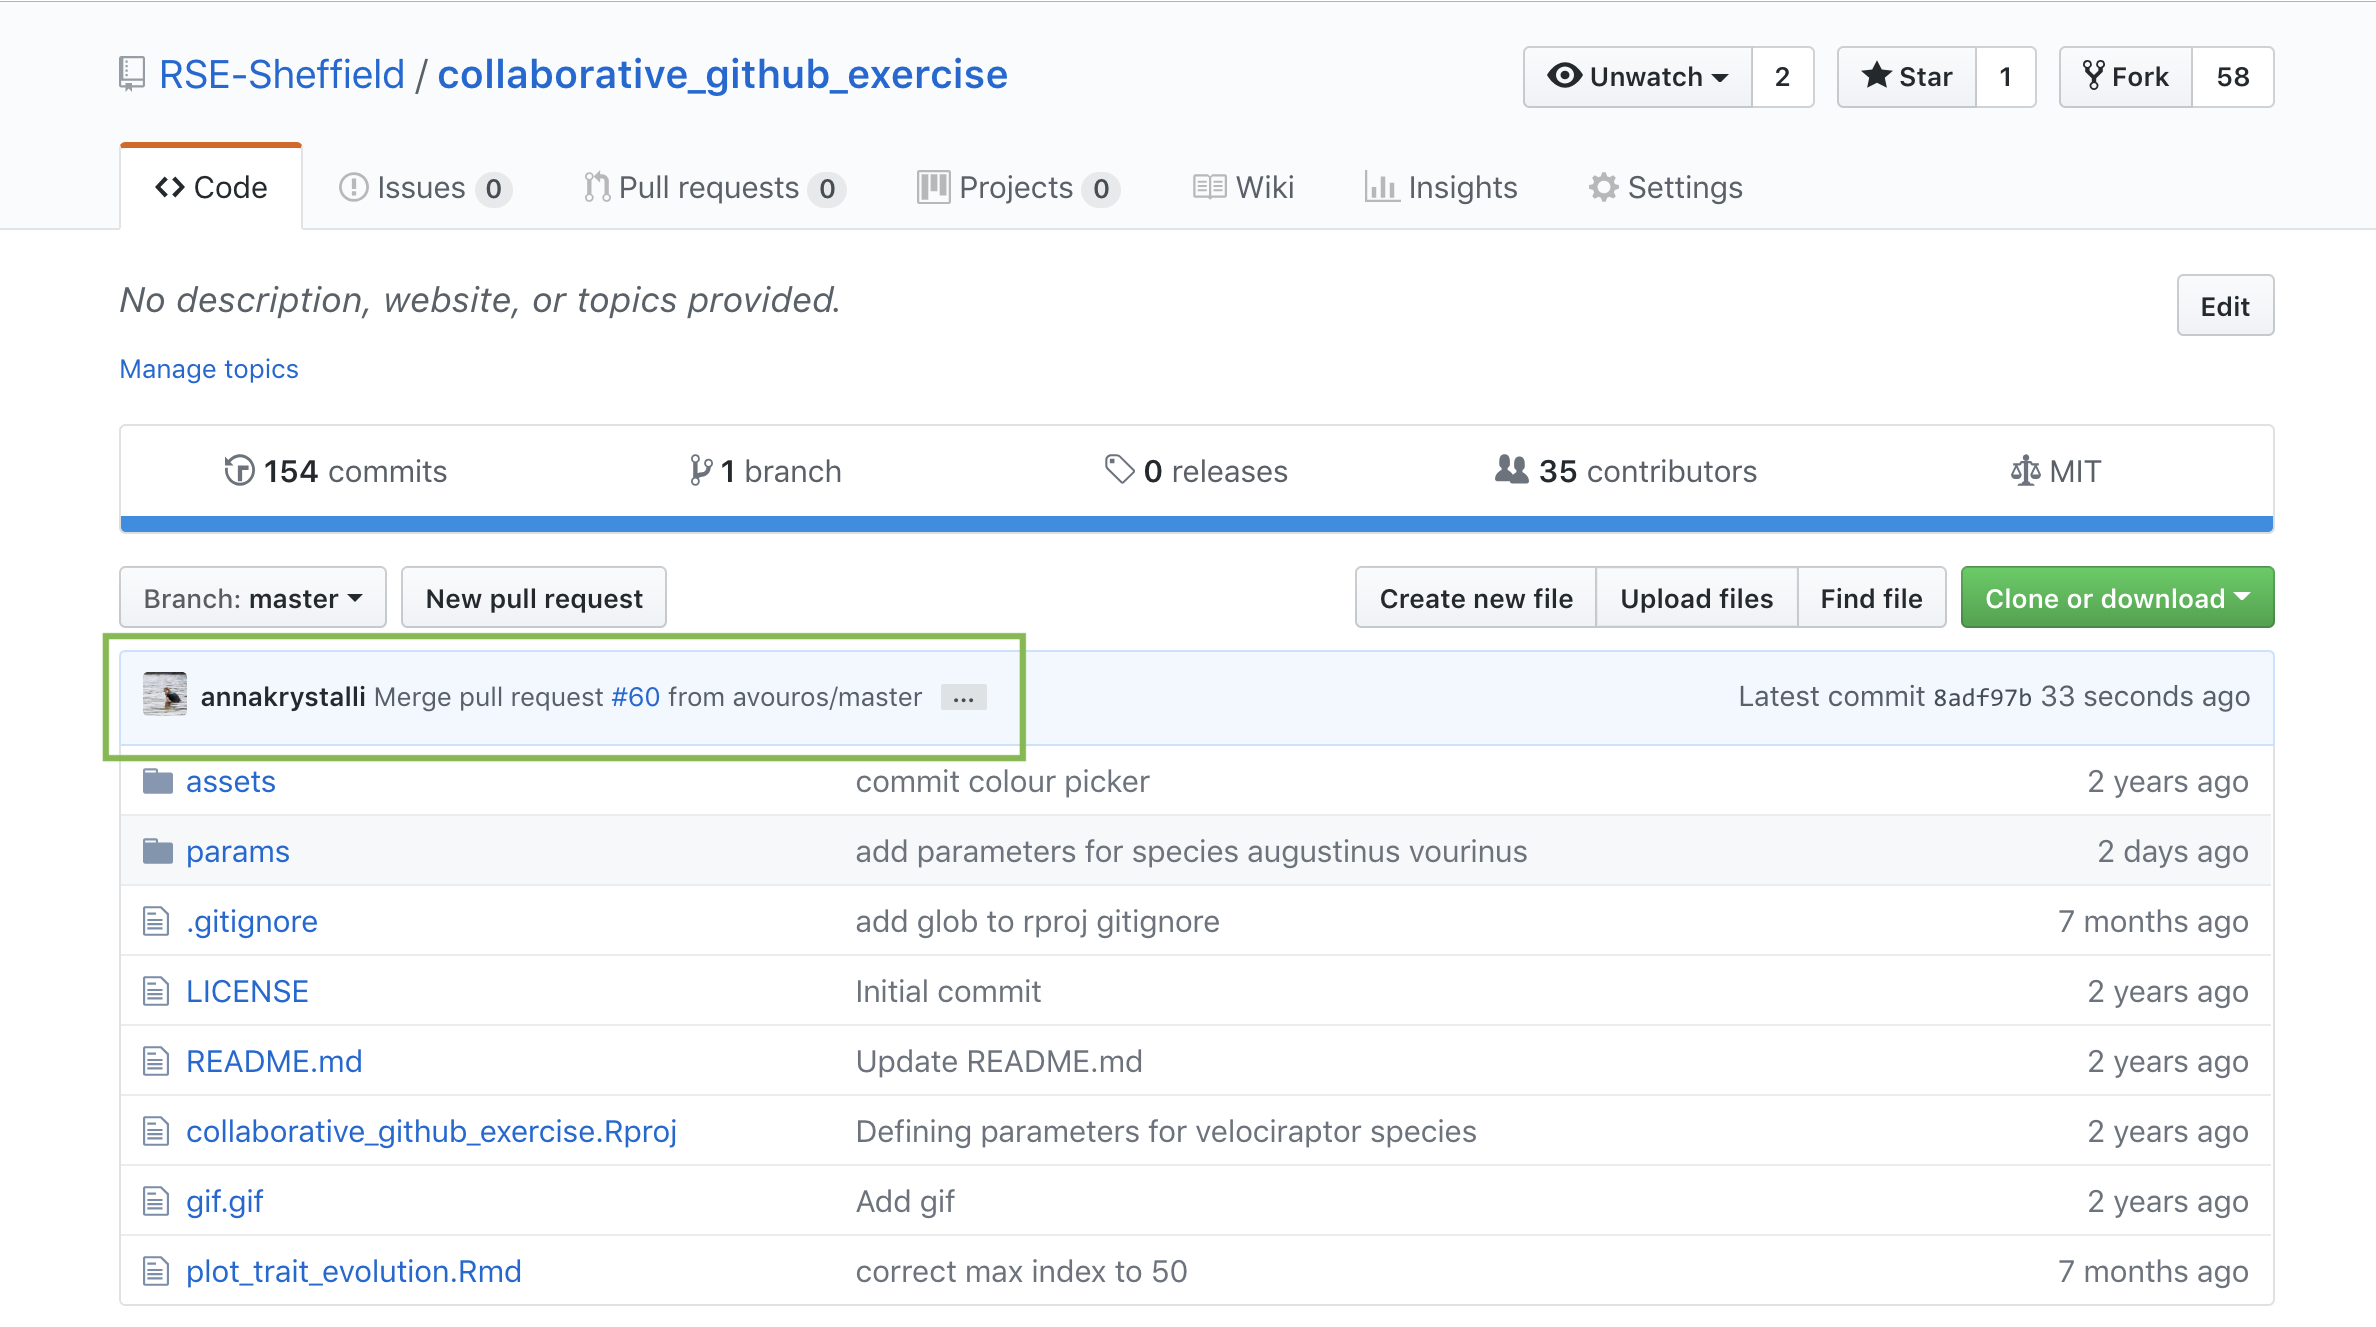 RSE-Sheffield / collaborative_github_exercise Unwatch 2 Star 1 Fork 58
Code Issues 0 Pull requests 0 Projects 0 Wiki Insights Settings
No description, website, or topics provided. Edit
Manage topics
154 commits 1 branch 0 releases 35 contributors MIT
Branch: master New pull request Create new file Upload files Find file Clone or download
annakrystalli Merge pull request #60 from avouros/master ... Latest commit 8adf97b 33 seconds ago
assets commit colour picker 2 years ago
params add parameters for species augustinus vourinus 2 days ago
.gitignore add glob to rproj gitignore 7 months ago
LICENSE Initial commit 2 years ago
README.md Update README.md 2 years ago
collaborative_github_exercise.Rproj Defining parameters for velociraptor species 2 years ago
gif.gif Add gif 2 years ago
plot_trait_evolution.Rmd correct max index to 50 7 months ago